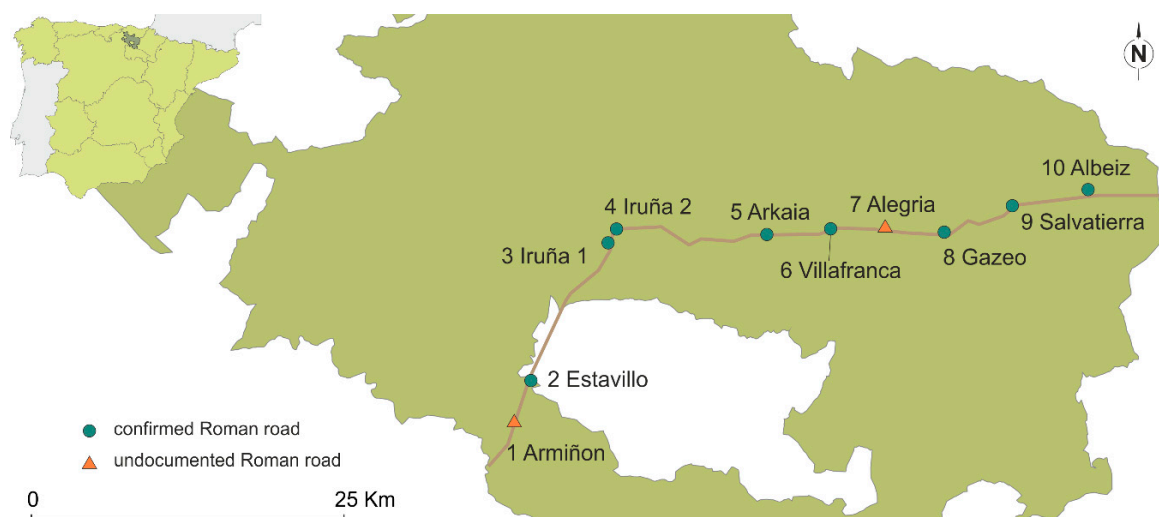 N
10 Albeiz
4 Iruña 2
5 Arkaia
7 Alegria
3 Iruña 1
6 Villafranca
8 Gazeo
9 Salvatierra
2 Estavillo
confirmed Roman road
1 Armiñon
undocumented Roman road
0
25 Km